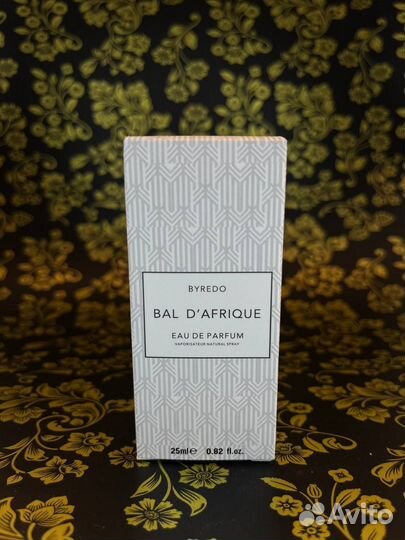 BYREDO
BAL D'AFRIQUE
EAU DE PARFUM
VAPORISATEUR NATURAL SPRAY
25ml℮ 0.82 fl.oz.
Avito